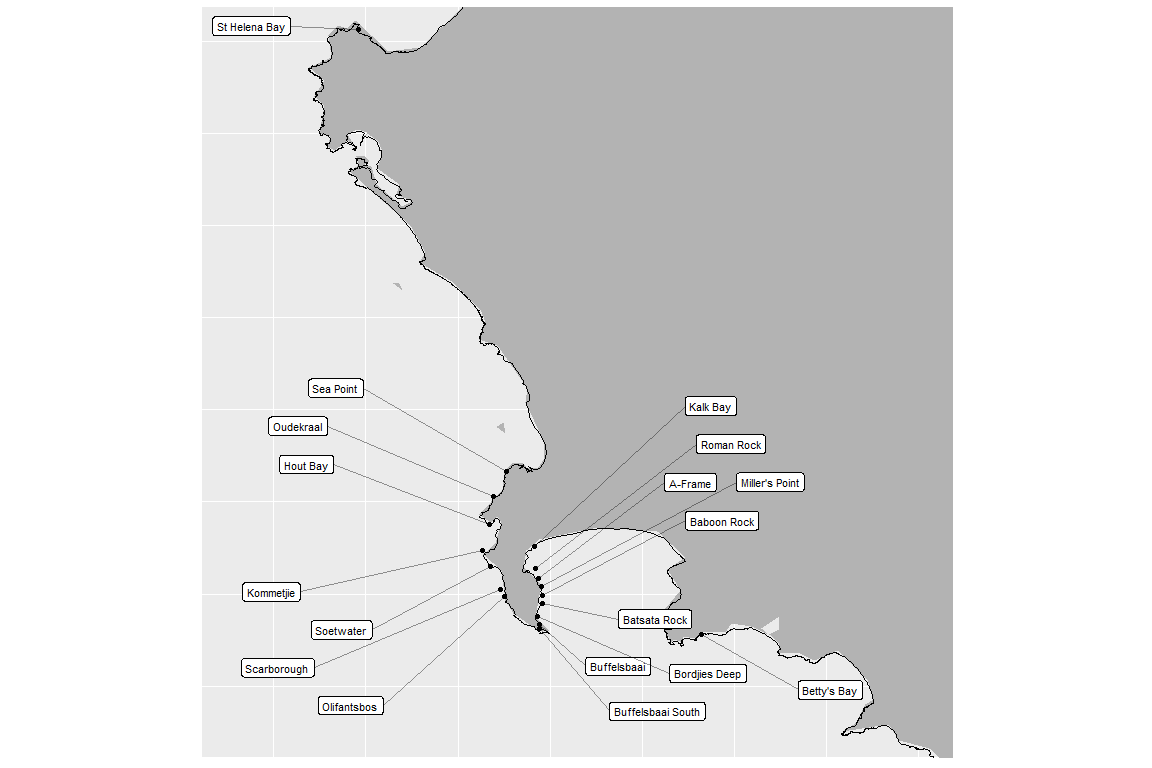 St Helena Bay
Sea Point
Kalk Bay
Oudekraal
Roman Rock
Hout Bay
A-Frame
Miller's Point
Baboon Rock
Kommetjie
Batsata Rock
Soetwater
Scarborough
Buffelsbaai
Bordjies Deep
Betty's Bay
Olifantsbos
Buffelsbaai South